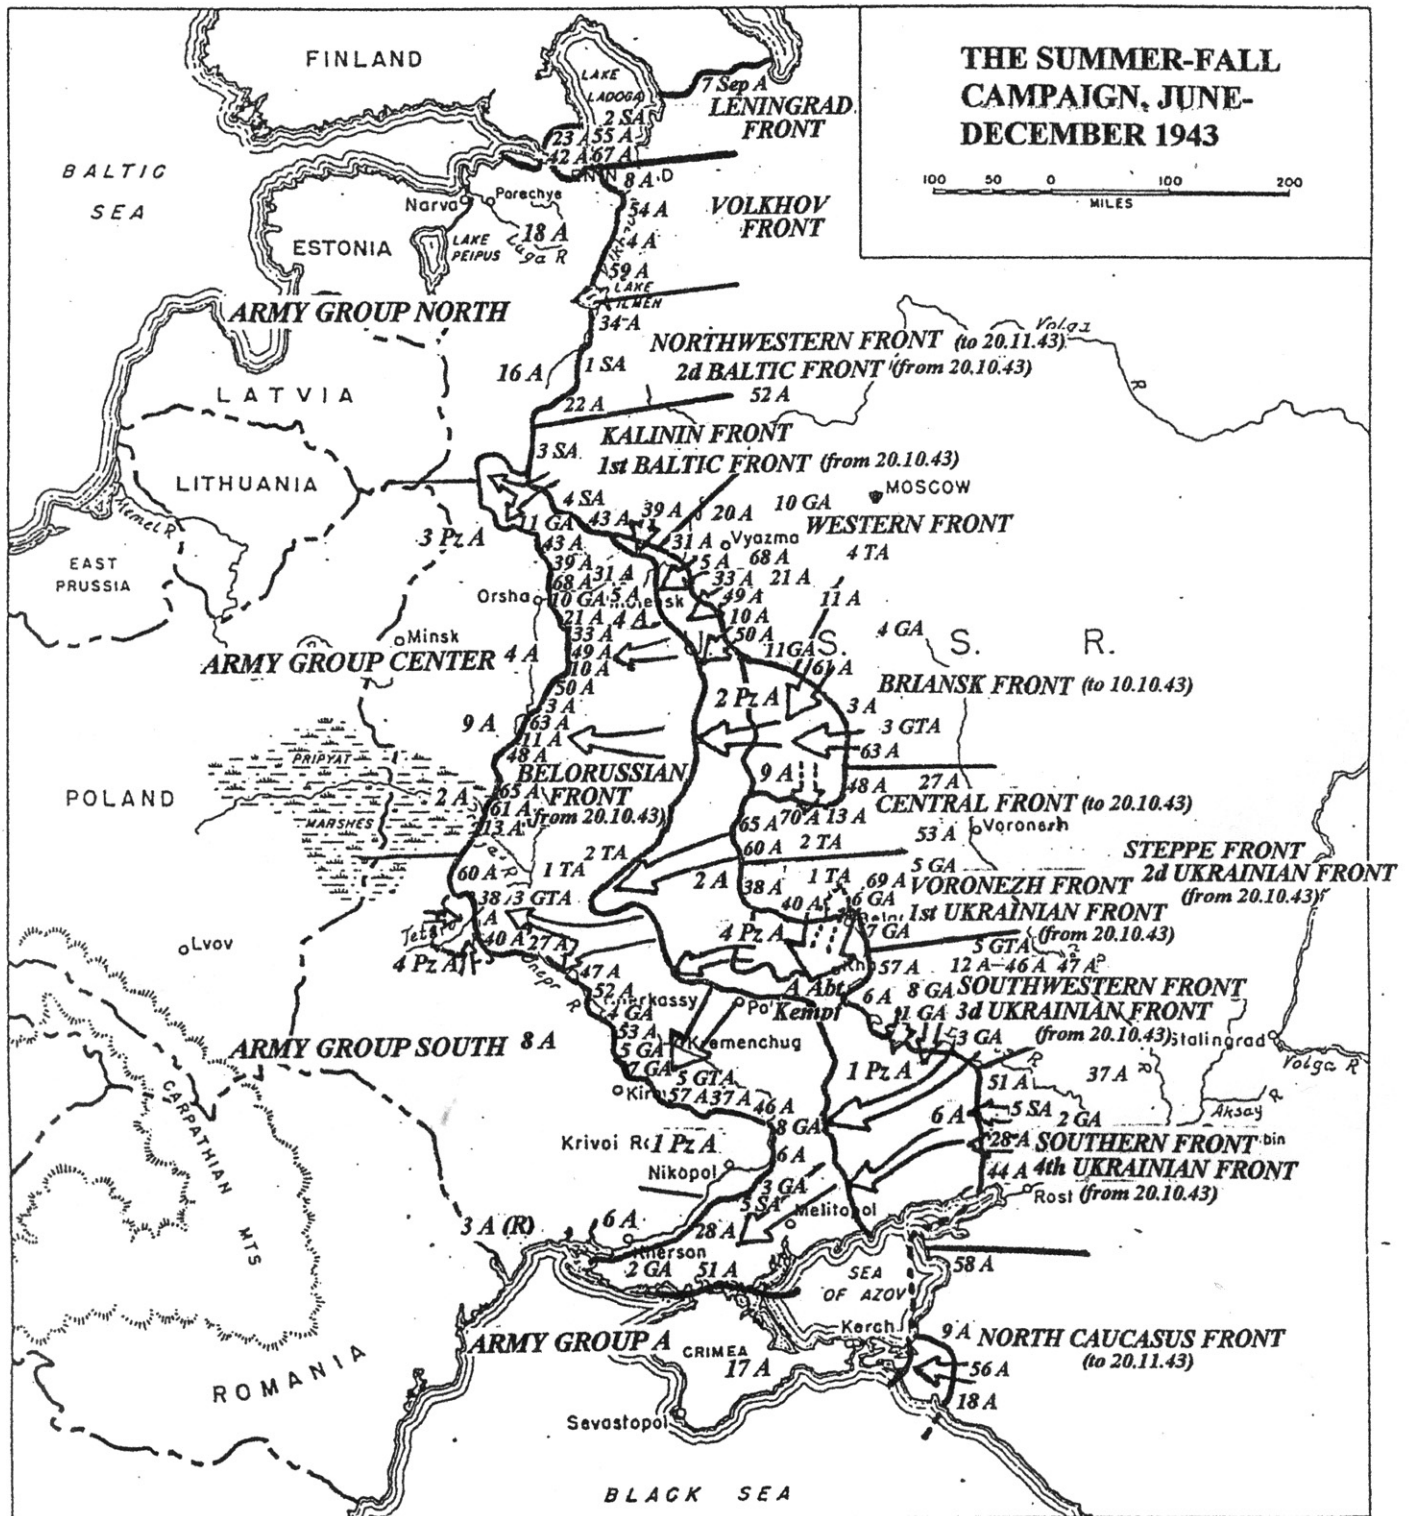 THE SUMMER-FALL
CAMPAIGN, JUNE-
DECEMBER 1943
100 50 0 100 200
MILES
FINLAND
LAKE
LADOGA
7 Sep A
LENINGRAD
FRONT
2 SA
23 A 55 A
42 A 67 A
8 A
BALTIC
SEA
Narva
Porechye
54 A
VOLKHOV
FRONT
ESTONIA
LAKE
PEIPUS
18 A
Luga R
4 A
59 A
LAKE
ILMEN
ARMY GROUP NORTH
34 A
NORTHWESTERN FRONT (to 20.11.43)
Volga
R
2d BALTIC FRONT (from 20.10.43)
16 A
1 SA
LATVIA
22 A
52 A
KALININ FRONT
3 SA
1st BALTIC FRONT (from 20.10.43)
LITHUANIA
MOSCOW
4 SA
39 A
20 A
10 GA
WESTERN FRONT
Memel R
3 Pz A
11 GA
43 A
43 A
31 A
Vyazma
4 TA
EAST
PRUSSIA
39 A
31 A
5 A
68 A
68 A
5 A
33 A
21 A
Orsha
10 GA
49 A
11 A
21 A
4 A
10 A
Minsk
33 A
50 A
S. S. R.
4 GA
ARMY GROUP CENTER
4 A
49 A
11 GA
10 A
61 A
BRIANSK FRONT (to 10.10.43)
50 A
2 Pz A
3 A
3 A
9 A
63 A
3 GTA
11 A
63 A
48 A
PRIPYAT
MARSHES
BELORUSSIAN
FRONT
(from 20.10.43)
9 A
27 A
POLAND
2 A
65 A
48 A
CENTRAL FRONT (to 20.10.43)
61 A
70 A 13 A
13 A
65 A
53 A
Voronezh
60 A
2 TA
2 TA
STEPPE FRONT
60 A
1 TA
5 GA
2d UKRAINIAN FRONT
(from 20.10.43)
2 A
38 A
1 TA
69 A
VORONEZH FRONT
38 A
3 GTA
40 A
6 GA
1st UKRAINIAN FRONT
(from 20.10.43)
Teterev
Lvov
40 A
27 A
4 Pz A
7 GA
5 GTA
4 Pz A
Dnepr R
47 A
57 A
12 A 46 A 47 A
52 A
A Abt
Kempf
6 A
8 GA
SOUTHWESTERN FRONT
4 GA
1 GA
3d UKRAINIAN FRONT
(from 20.10.43)
Stalingrad
53 A
Kremenchug
3 GA
ARMY GROUP SOUTH
8 A
5 GA
Volga R
7 GA
5 GTA
1 Pz A
51 A
37 A
CARPATHIAN
MTS
57 A 37 A
46 A
6 A
5 SA
2 GA
Aksay R
8 GA
Krivoi
1 Pz A
28 A
SOUTHERN FRONT
6 A
44 A
4th UKRAINIAN FRONT
Nikopol
3 GA
(from 20.10.43)
5 SA
Melitopol
3 A (R)
6 A
28 A
Kherson
2 GA
51 A
SEA
OF AZOV
58 A
ARMY GROUP A
CRIMEA
17 A
Kerch
9 A
NORTH CAUCASUS FRONT
(to 20.11.43)
56 A
18 A
ROMANIA
Sevastopol
BLACK SEA